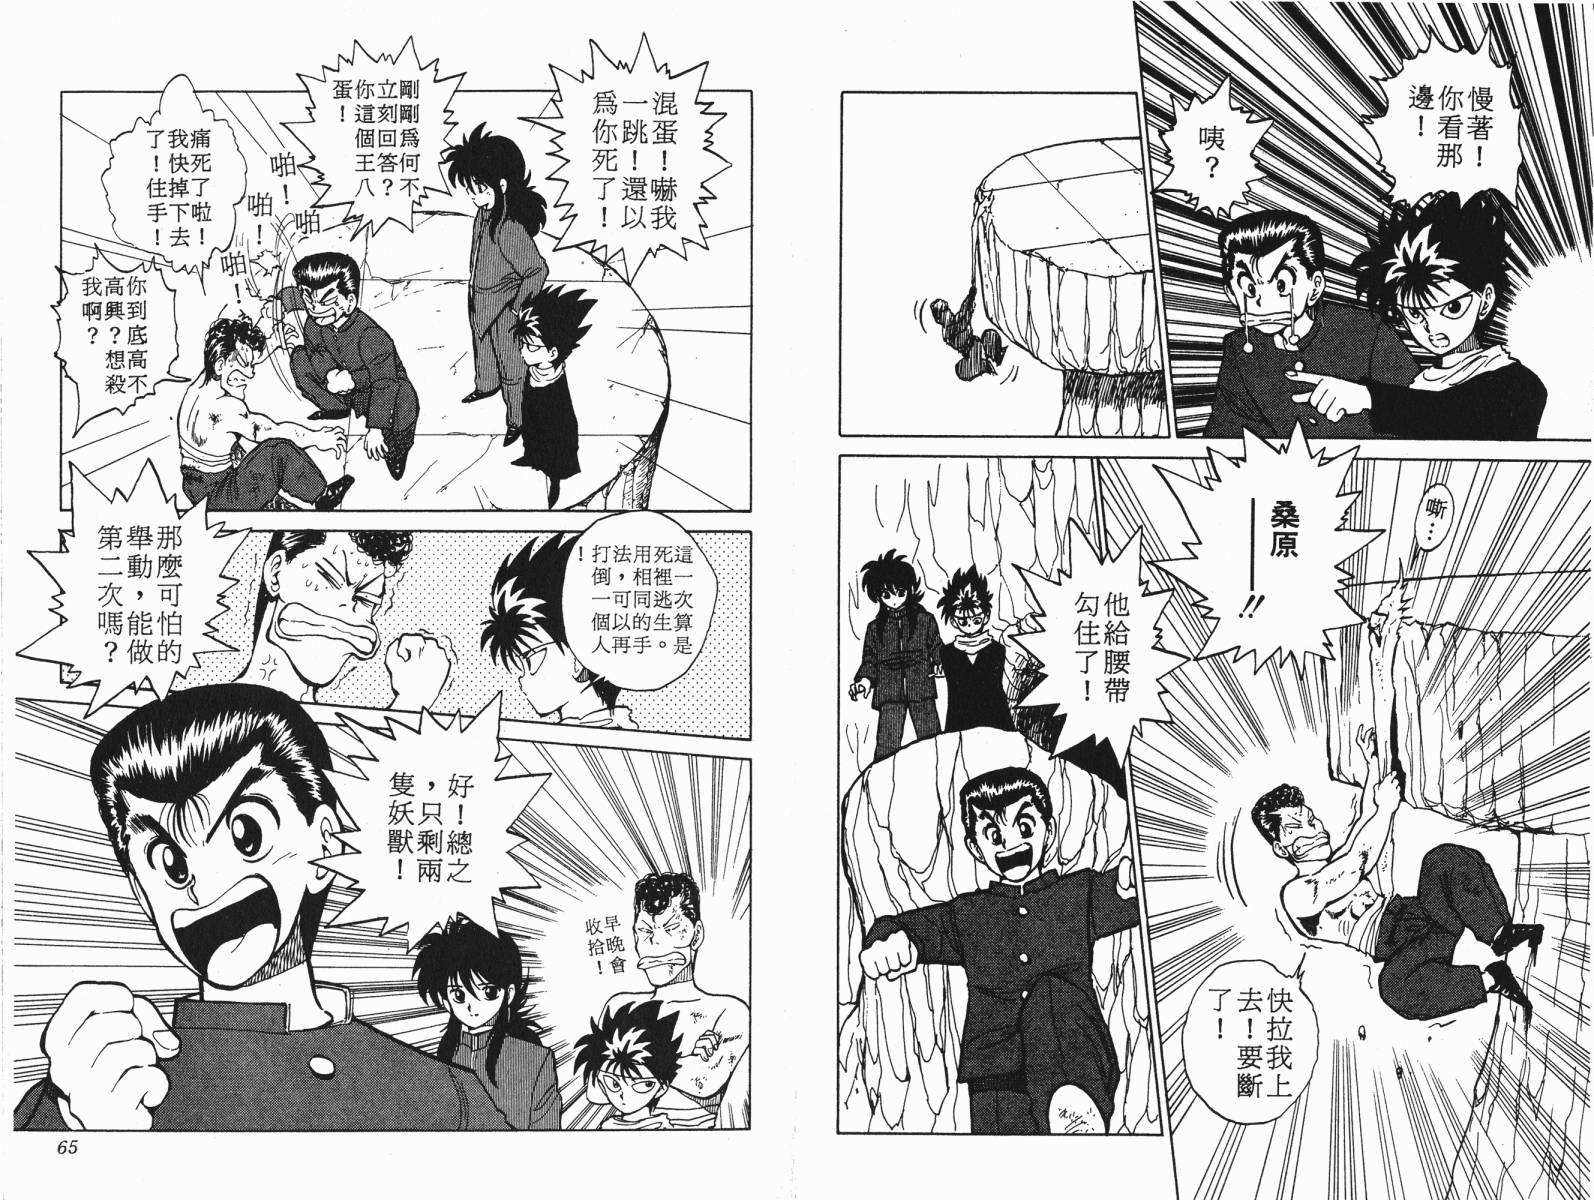 慢著！
你看那
邊！
咦？
桑原
——！！
嘶…
他給腰帶
勾住了！
快拉我上
去！要斷
了！
混蛋！嚇我
一跳！還以
為你死了！
剛剛為何不
立刻回答？
你這個王八
蛋！
啪！
啪！
啪！
啪！
痛死了啦！
我快掉下去
了！住手！
你到底高不
高興？想殺
我啊？
這一次算是
死裡逃生。
用相同的手
法，可以再
打倒一個人
！
那麼可怕的
舉動，能做
第二次嗎？
好！總之
，只剩兩
隻妖獸！
早晚會
收拾！
65